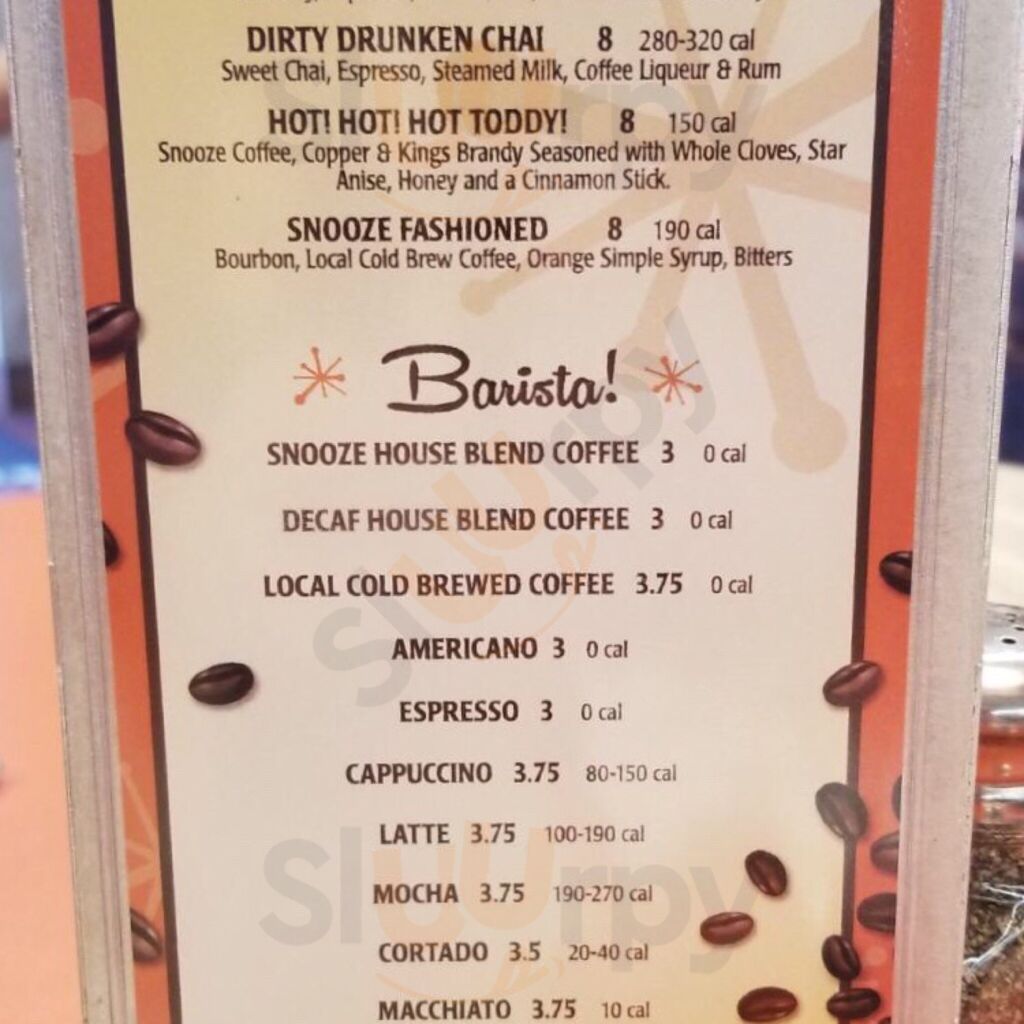 DIRTY DRUNKEN CHAI 8 280-320 cal
Sweet Chai, Espresso, Steamed Milk, Coffee Liqueur & Rum
HOT! HOT! HOT TODDY! 8 150 cal
Snooze Coffee, Copper & Kings Brandy Seasoned with Whole Cloves, Star
Anise, Honey and a Cinnamon Stick.
SNOOZE FASHIONED 8 190 cal
Bourbon, Local Cold Brew Coffee, Orange Simple Syrup, Bitters
Barista!
SNOOZE HOUSE BLEND COFFEE 3 0 cal
DECAF HOUSE BLEND COFFEE 3 0 cal
LOCAL COLD BREWED COFFEE 3.75 0 cal
AMERICANO 3 0 cal
ESPRESSO 3 0 cal
CAPPUCCINO 3.75 80-150 cal
LATTE 3.75 100-190 cal
MOCHA 3.75 190-270 cal
CORTADO 3.5 20-40 cal
MACCHIATO 3.75 10 cal
Sluurpy
Sluurpy